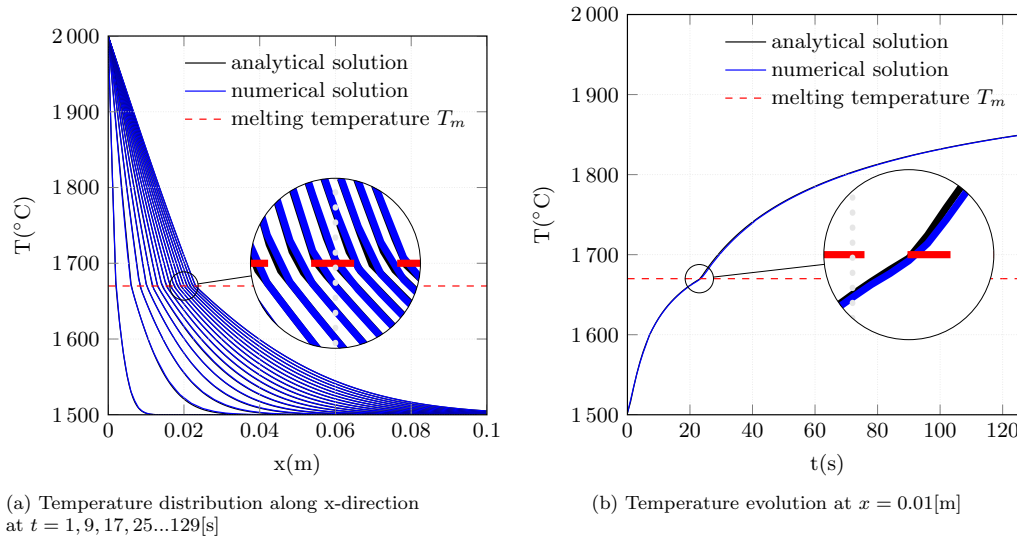 2 000
1 900
1 800
1 700
1 600
1 500
0
0.02
0.04
0.06
0.08
0.1
T(°C)
x(m)
analytical solution
numerical solution
melting temperature Tm
(a) Temperature distribution along x-direction
at t = 1, 9, 17, 25...129[s]
2 000
1 900
1 800
1 700
1 600
1 500
0
20
40
60
80
100
120
T(°C)
t(s)
analytical solution
numerical solution
melting temperature Tm
(b) Temperature evolution at x = 0.01[m]